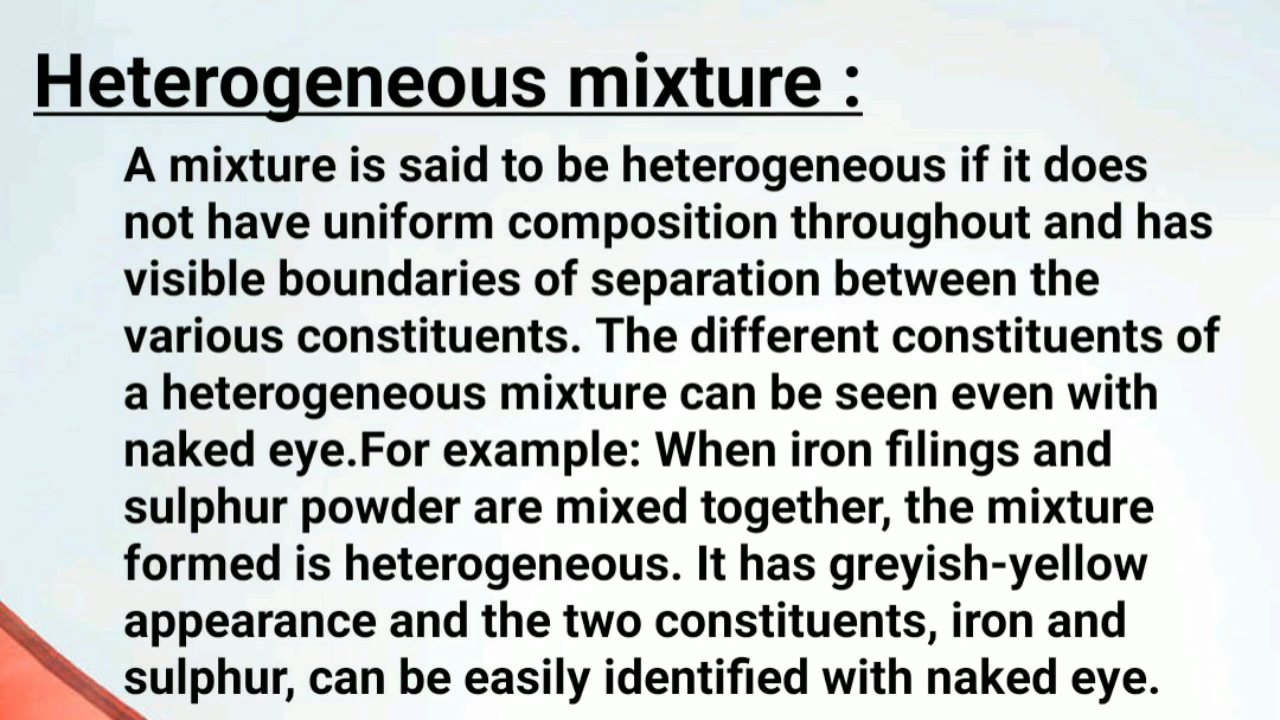 Heterogeneous mixture :
A mixture is said to be heterogeneous if it does
not have uniform composition throughout and has
visible boundaries of separation between the
various constituents. The different constituents of
a heterogeneous mixture can be seen even with
naked eye.For example: When iron filings and
sulphur powder are mixed together, the mixture
formed is heterogeneous. It has greyish-yellow
appearance and the two constituents, iron and
sulphur, can be easily identified with naked eye.